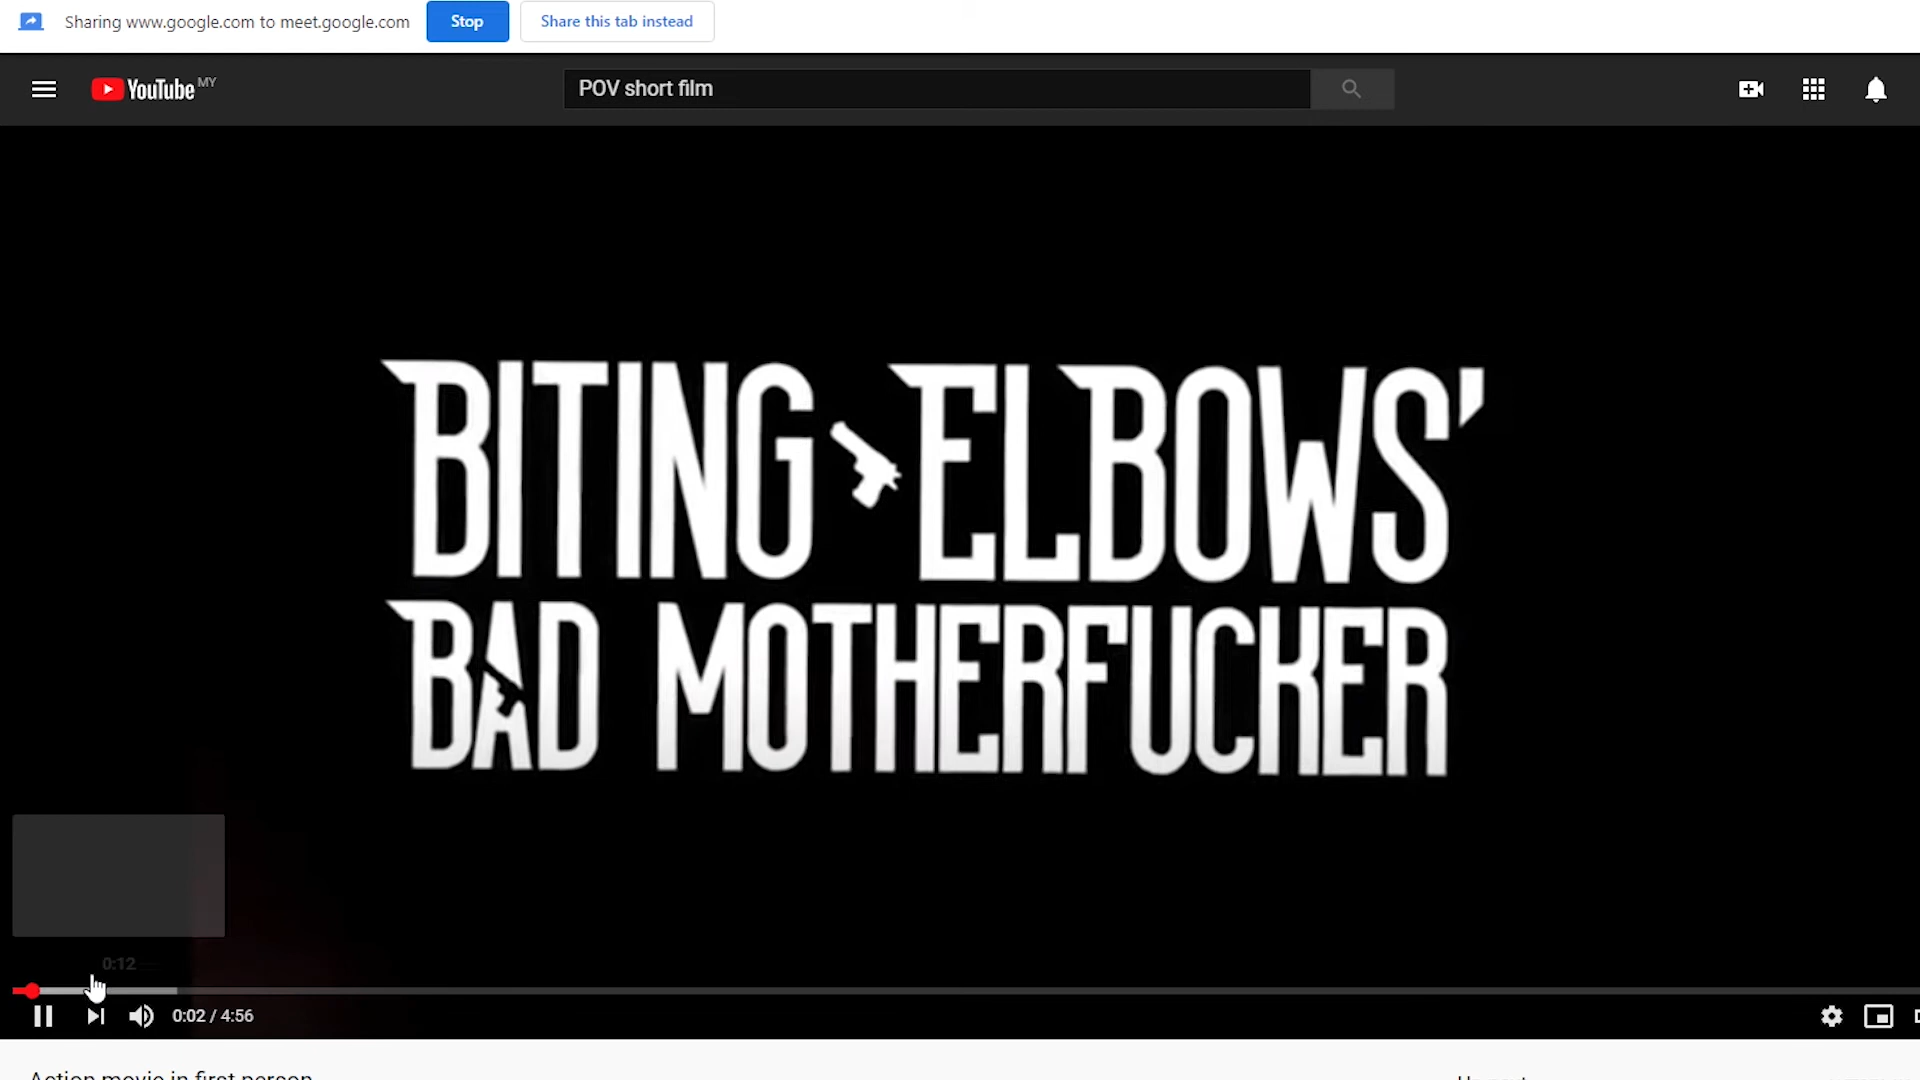 Sharing www.google.com to meet.google.com Stop Share this tab instead
YouTube MY POV short film
BITING ELBOWS'
BAD MOTHERFUCKER
0:12
0:02 / 4:56
Action movie in first person